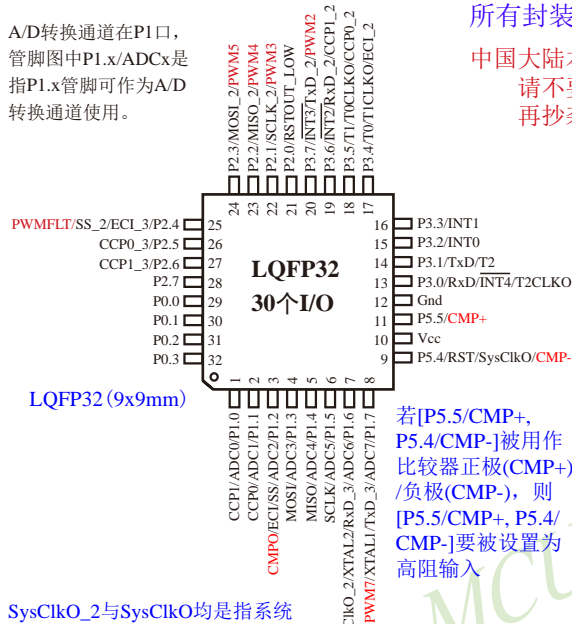 A/D转换通道在P1口，
管脚图中P1.x/ADCx是
指P1.x管脚可作为A/D
转换通道使用。
所有封装
中国大陆本
请不要
再抄袭
P2.3/MOSI_2/PWM5
P2.2/MISO_2/PWM4
P2.1/SCLK_2/PWM3
P2.0/RSTOUT_LOW
P3.7/INT3/TxD_2/PWM2
P3.6/INT2/RxD_2/CCP1_2
P3.5/T1/T0CLKO/CCP0_2
P3.4/T0/T1CLKO/ECI_2
24
23
22
21
20
19
18
17
PWMFLT/SS_2/ECI_3/P2.4 25
CCP0_3/P2.5 26
CCP1_3/P2.6 27
P2.7 28
P0.0 29
P0.1 30
P0.2 31
P0.3 32
LQFP32
30个I/O
16 P3.3/INT1
15 P3.2/INT0
14 P3.1/TxD/T2
13 P3.0/RxD/INT4/T2CLKO
12 Gnd
11 P5.5/CMP+
10 Vcc
9 P5.4/RST/SysClkO/CMP-
1
2
3
4
5
6
7
8
CCP1/ADC0/P1.0
CCP0/ADC1/P1.1
CMPO/ECI/SS/ADC2/P1.2
MOSI/ADC3/P1.3
MISO/ADC4/P1.4
SCLK/ADC5/P1.5
ClkO_2/XTAL2/RxD_3/ADC6/P1.6
PWM7/XTAL1/TxD_3/ADC7/P1.7
LQFP32(9x9mm)
若[P5.5/CMP+,
P5.4/CMP-]被用作
比较器正极(CMP+)
/负极(CMP-)，则
[P5.5/CMP+, P5.4/
CMP-]要被设置为
高阻输入
SysClkO_2与SysClkO均是指系统
MCU